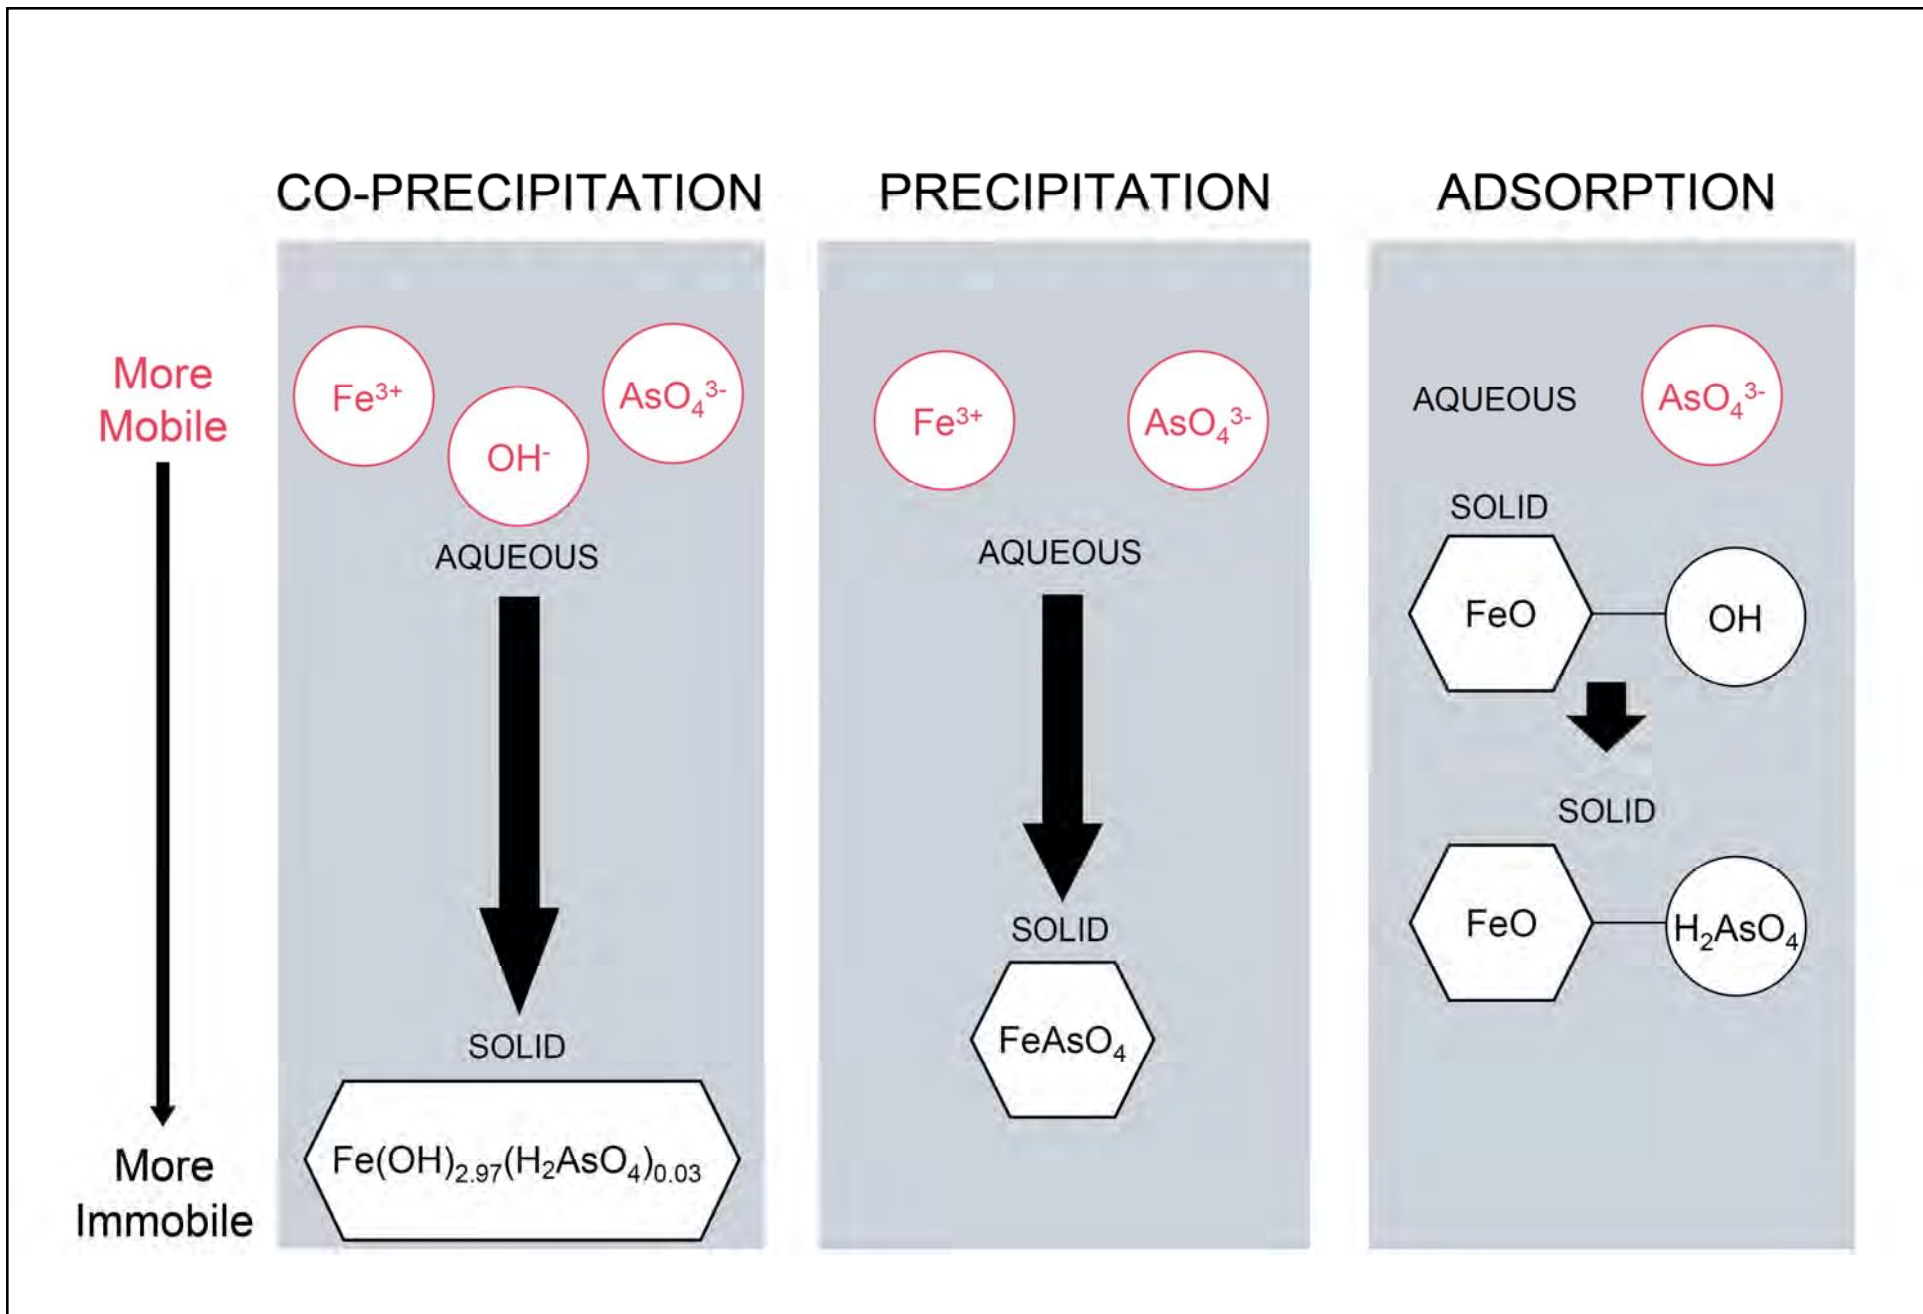 CO-PRECIPITATION
PRECIPITATION
ADSORPTION
More
Mobile
More
Immobile
Fe³⁺
OH⁻
AsO₄³⁻
AQUEOUS
SOLID
Fe(OH)₂.₉₇(H₂AsO₄)₀.₀₃
Fe³⁺
AsO₄³⁻
AQUEOUS
SOLID
FeAsO₄
AQUEOUS
AsO₄³⁻
SOLID
FeO
OH
SOLID
FeO
H₂AsO₄